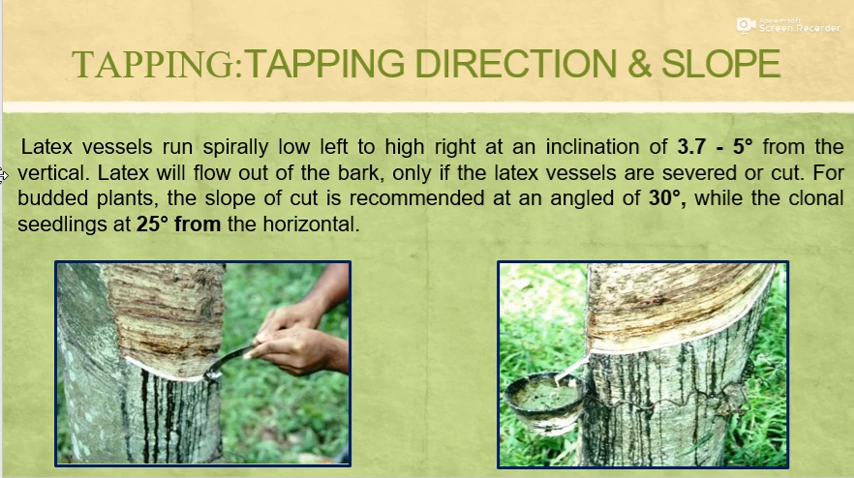 Apowersoft
Screen Recorder
TAPPING:TAPPING DIRECTION & SLOPE
Latex vessels run spirally low left to high right at an inclination of 3.7 - 5° from the
vertical. Latex will flow out of the bark, only if the latex vessels are severed or cut. For
budded plants, the slope of cut is recommended at an angled of 30°, while the clonal
seedlings at 25° from the horizontal.